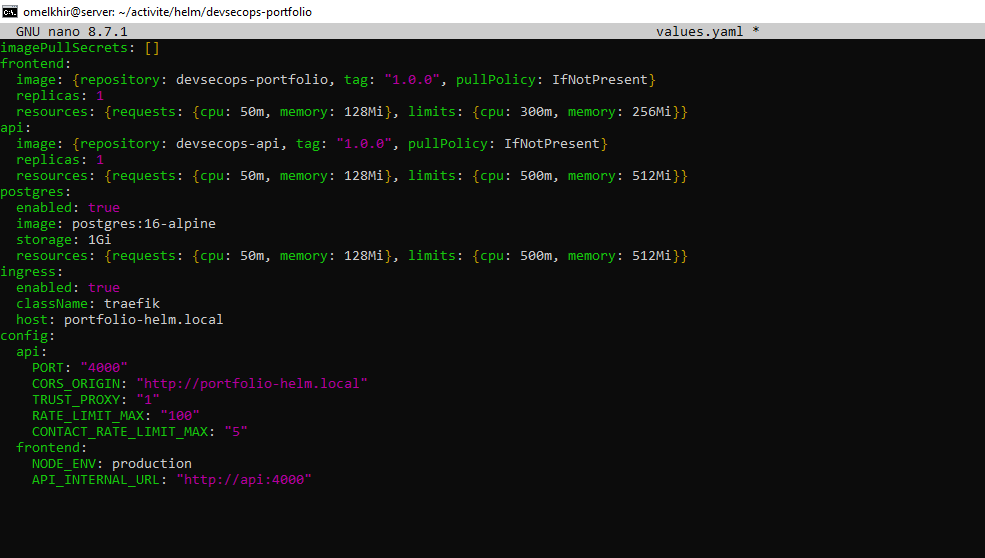 omelkhir@server: ~/activite/helm/devsecops-portfolio
GNU nano 8.7.1 values.yaml *
imagePullSecrets: []
frontend:
  image: {repository: devsecops-portfolio, tag: "1.0.0", pullPolicy: IfNotPresent}
  replicas: 1
  resources: {requests: {cpu: 50m, memory: 128Mi}, limits: {cpu: 300m, memory: 256Mi}}
api:
  image: {repository: devsecops-api, tag: "1.0.0", pullPolicy: IfNotPresent}
  replicas: 1
  resources: {requests: {cpu: 50m, memory: 128Mi}, limits: {cpu: 500m, memory: 512Mi}}
postgres:
  enabled: true
  image: postgres:16-alpine
  storage: 1Gi
  resources: {requests: {cpu: 50m, memory: 128Mi}, limits: {cpu: 500m, memory: 512Mi}}
ingress:
  enabled: true
  className: traefik
  host: portfolio-helm.local
config:
  api:
    PORT: "4000"
    CORS_ORIGIN: "http://portfolio-helm.local"
    TRUST_PROXY: "1"
    RATE_LIMIT_MAX: "100"
    CONTACT_RATE_LIMIT_MAX: "5"
  frontend:
    NODE_ENV: production
    API_INTERNAL_URL: "http://api:4000"